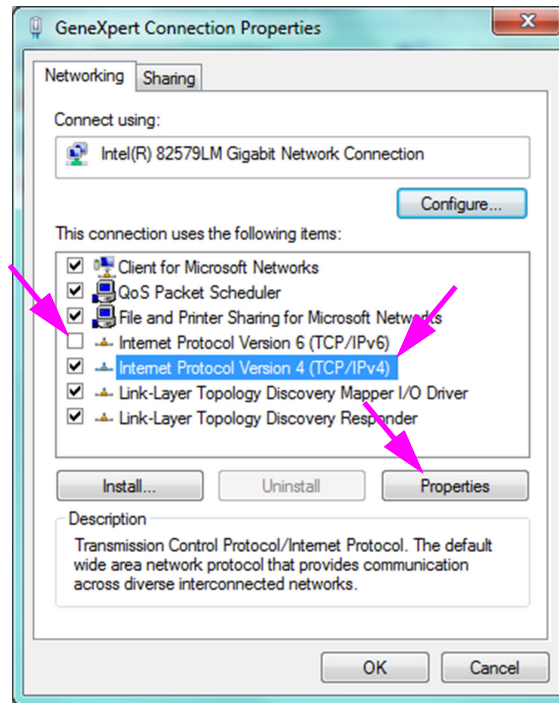 GeneXpert Connection Properties
Networking
Sharing
Connect using:
Intel(R) 82579LM Gigabit Network Connection
Configure...
This connection uses the following items:
Client for Microsoft Networks
QoS Packet Scheduler
File and Printer Sharing for Microsoft Networks
Internet Protocol Version 6 (TCP/IPv6)
Internet Protocol Version 4 (TCP/IPv4)
Link-Layer Topology Discovery Mapper I/O Driver
Link-Layer Topology Discovery Responder
Install...
Uninstall
Properties
Description
Transmission Control Protocol/Internet Protocol. The default
wide area network protocol that provides communication
across diverse interconnected networks.
OK
Cancel